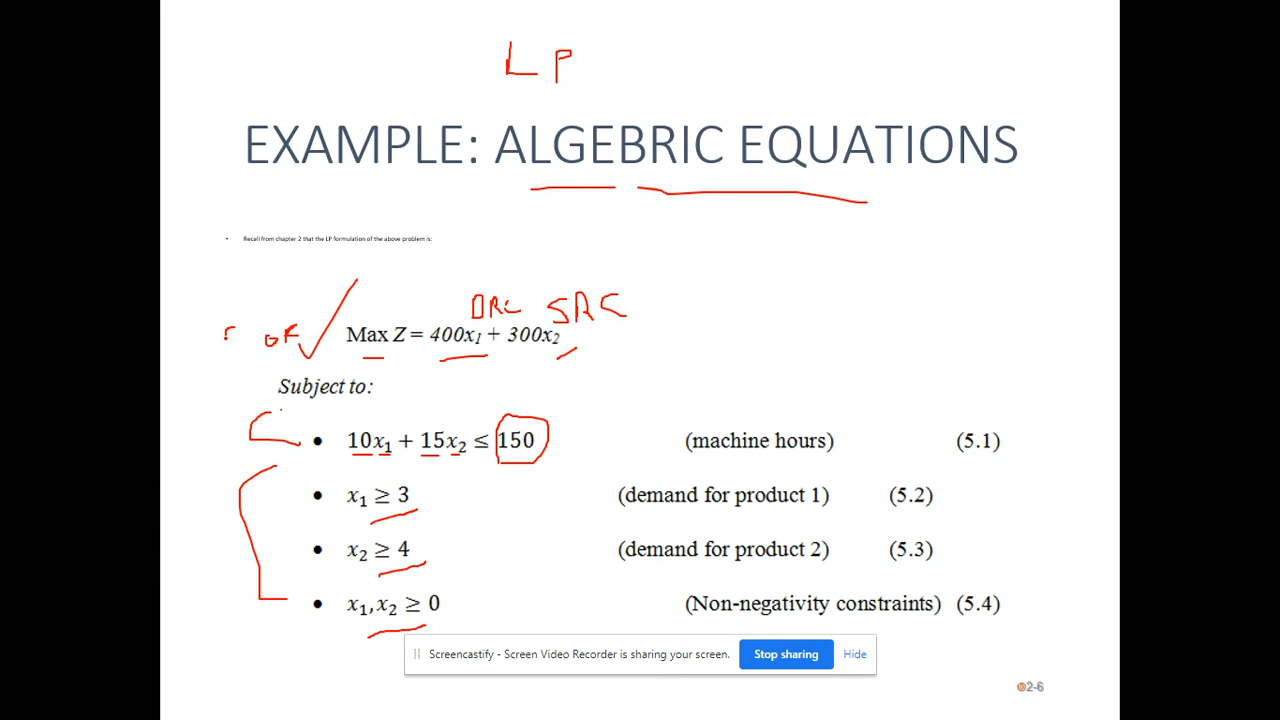 L P
EXAMPLE: ALGEBRIC EQUATIONS
• Recall from chapter 2 that the LP formulation of the above problem is:
ORC SAC
OF Max Z = 400x₁ + 300x₂
Subject to:
• 10x₁ + 15x₂ ≤ 150 (machine hours) (5.1)
• x₁ ≥ 3 (demand for product 1) (5.2)
• x₂ ≥ 4 (demand for product 2) (5.3)
• x₁,x₂ ≥ 0 (Non-negativity constraints) (5.4)
Screencastify - Screen Video Recorder is sharing your screen. Stop sharing Hide
2-6